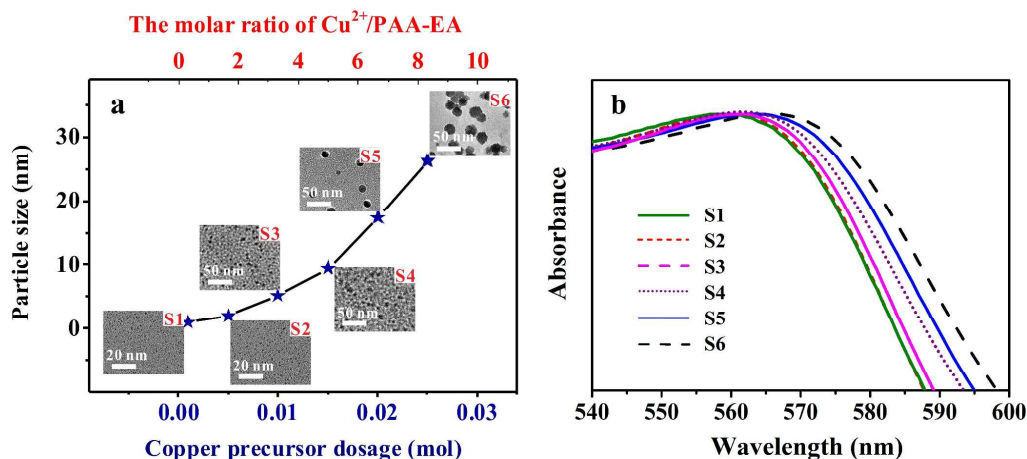 The molar ratio of Cu²⁺/PAA-EA
0 2 4 6 8 10
a
Particle size (nm)
30
20
10
0
S1
20 nm
S2
20 nm
S3
50 nm
S4
50 nm
S5
50 nm
S6
50 nm
0.00 0.01 0.02 0.03
Copper precursor dosage (mol)
b
Absorbance
S1
S2
S3
S4
S5
S6
540 550 560 570 580 590 600
Wavelength (nm)